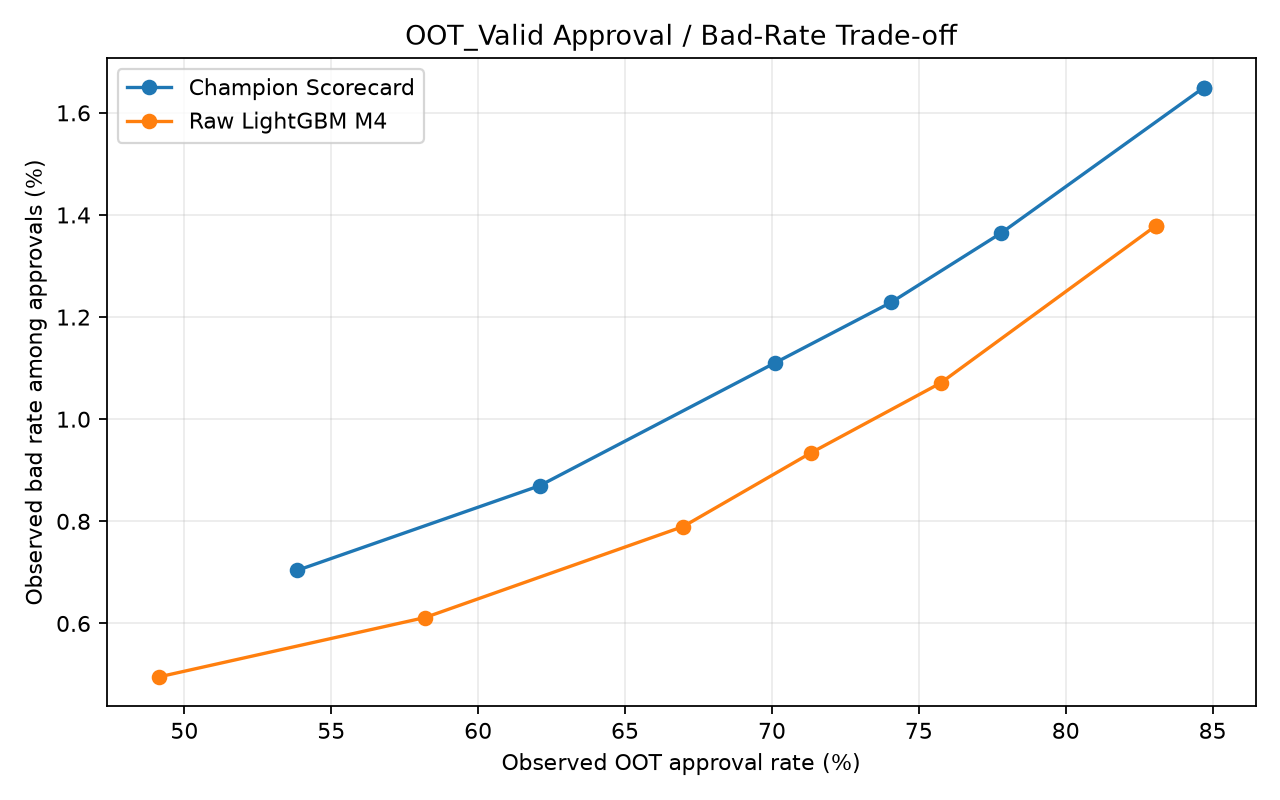 OOT_Valid Approval / Bad-Rate Trade-off
Champion Scorecard
Raw LightGBM M4
Observed bad rate among approvals (%)
1.6
1.4
1.2
1.0
0.8
0.6
50 55 60 65 70 75 80 85
Observed OOT approval rate (%)